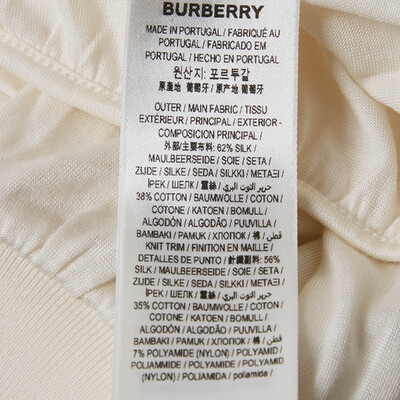 BURBERRY
MADE IN PORTUGAL / FABRIQUÉ AU
PORTUGAL / FABRICADO EM
PORTUGAL / HECHO EN PORTUGAL
원산지: 포르투갈
原產地 葡萄牙 / 原产地 葡萄牙
OUTER / MAIN FABRIC / TISSU
EXTÉRIEUR / PRINCIPAL / EXTERIOR -
COMPOSICION PRINCIPAL /
外部/主要布料: 62% SILK /
MAULBEERSEIDE / SOIE / SETA /
ZIJDE / SILKE / SEDA / SILKKI / ΜΕΤΑΞΙ /
İPEK / ШЕЛК / 蠶絲 / حرير التوت البري /
38% COTTON / BAUMWOLLE / COTON /
COTONE / KATOEN / BOMULL /
ALGODÓN / ALGODÃO / PUUVILLA /
BAMBAKI / PAMUK / ХЛОПОК / 棉 / قطن /
KNIT TRIM / FINITION EN MAILLE /
DETALLES DE PUNTO / 針織副料: 56%
SILK / MAULBEERSEIDE / SOIE / SETA /
ZIJDE / SILKE / SEDA / SILKKI / ΜΕΤΑΞΙ /
İPEK / ШЕЛК / 蠶絲 / حرير التوت البري /
35% COTTON / BAUMWOLLE / COTON /
COTONE / KATOEN / BOMULL /
ALGODÓN / ALGODÃO / PUUVILLA /
BAMBAKI / PAMUK / ХЛОПОК / 棉 / قطن /
7% POLYAMIDE (NYLON) / POLYAMID /
POLIAMMIDE / POLYAMIDE / POLYAMID
(NYLON) / POLIAMIDA / poliamida /